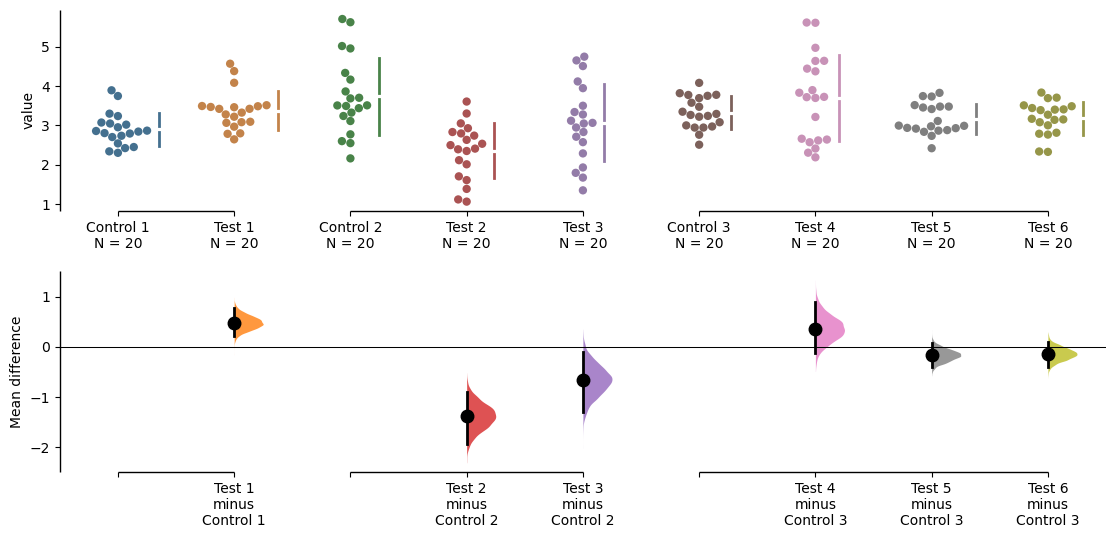 value
5
4
3
2
1
Control 1 Test 1 Control 2 Test 2 Test 3 Control 3 Test 4 Test 5 Test 6
N = 20 N = 20 N = 20 N = 20 N = 20 N = 20 N = 20 N = 20 N = 20
Mean difference
1
0
−1
−2
Test 1 Test 2 Test 3 Test 4 Test 5 Test 6
minus minus minus minus minus minus
Control 1 Control 2 Control 2 Control 3 Control 3 Control 3